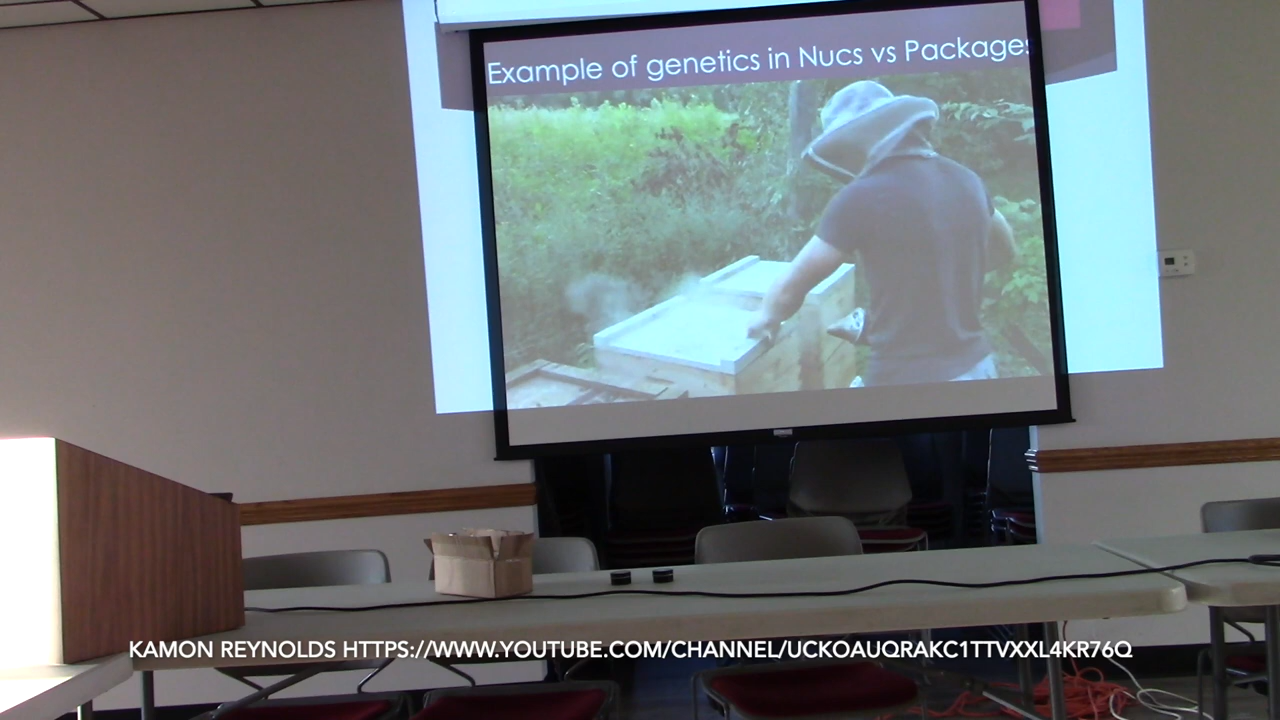 Example of genetics in Nucs vs Packages
KAMON REYNOLDS HTTPS://WWW.YOUTUBE.COM/CHANNEL/UCKOAUQRAKC1TTVXXL4KR76Q